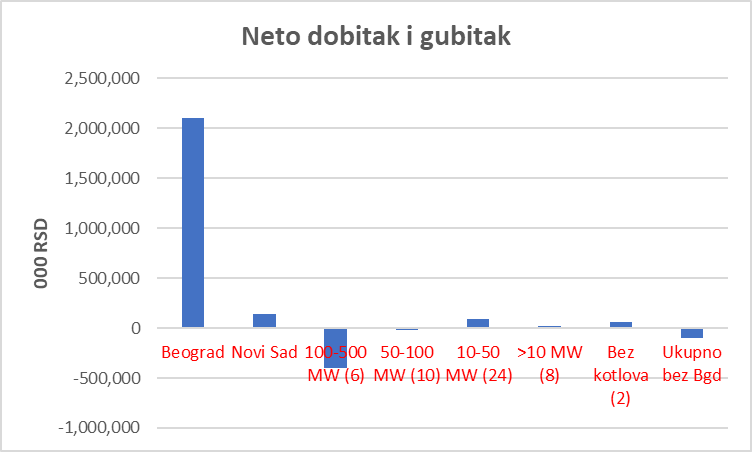 Neto dobitak i gubitak
2,500,000
2,000,000
1,500,000
1,000,000
500,000
0
-500,000
-1,000,000
000 RSD
Beograd
Novi Sad
100-500
MW (6)
50-100
MW (10)
10-50
MW (24)
>10 MW
(8)
Bez
kotlova
(2)
Ukupno
bez Bgd